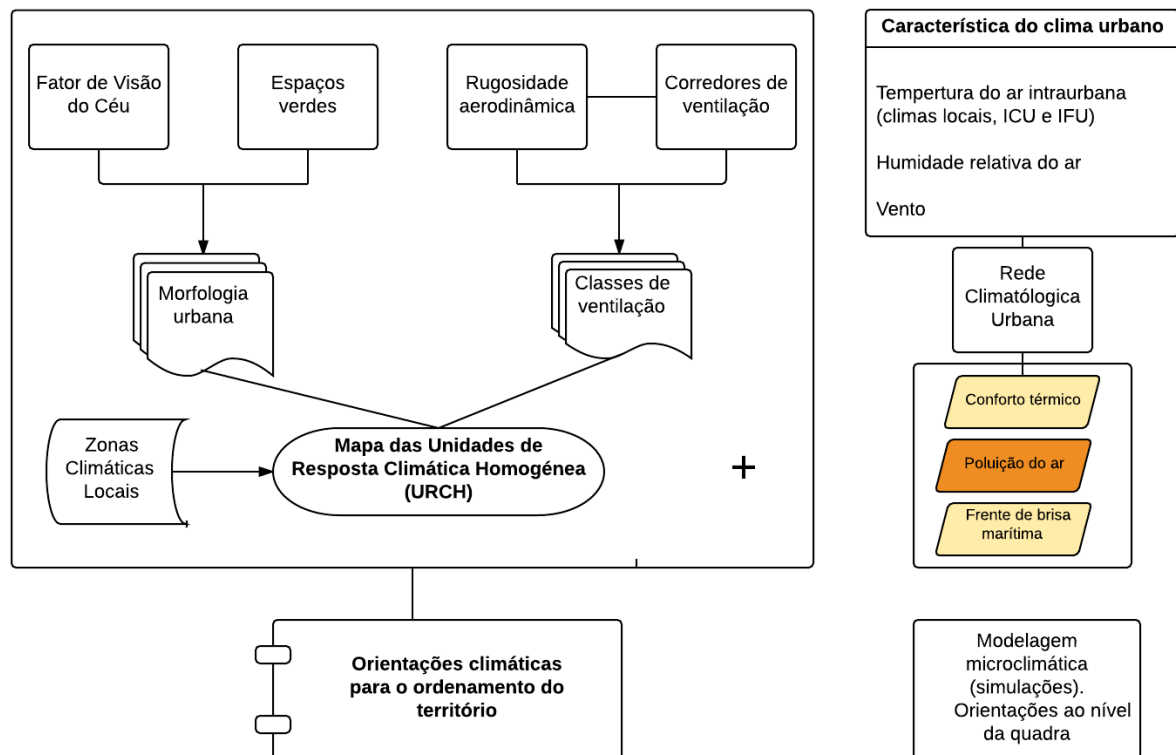 Fator de Visão
do Céu
Espaços
verdes
Rugosidade
aerodinâmica
Corredores de
ventilação
Morfologia
urbana
Classes de
ventilação
Zonas
Climáticas
Locais
Mapa das Unidades de
Resposta Climática Homogénea
(URCH)
+
Orientações climáticas
para o ordenamento do
território
Característica do clima urbano
Tempertura do ar intraurbana
(climas locais, ICU e IFU)
Humidade relativa do ar
Vento
Rede
Climatólogica
Urbana
Conforto térmico
Poluição do ar
Frente de brisa
marítima
Modelagem
microclimática
(simulações).
Orientações ao nível
da quadra